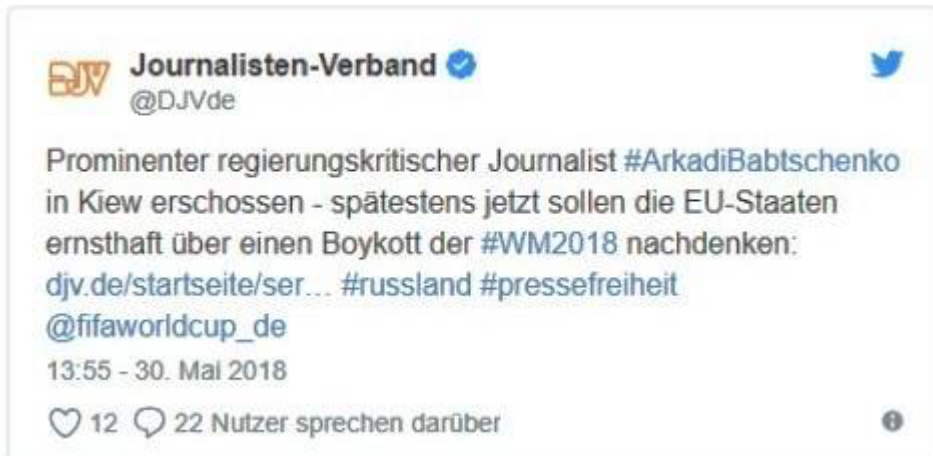 DJV Journalisten-Verband
@DJVde
Prominenter regierungskritischer Journalist #ArkadiBabtschenko
in Kiew erschossen - spätestens jetzt sollen die EU-Staaten
ernsthaft über einen Boykott der #WM2018 nachdenken:
djv.de/startseite/ser… #russland #pressefreiheit
@fifaworldcup_de
13:55 - 30. Mai 2018
12 22 Nutzer sprechen darüber